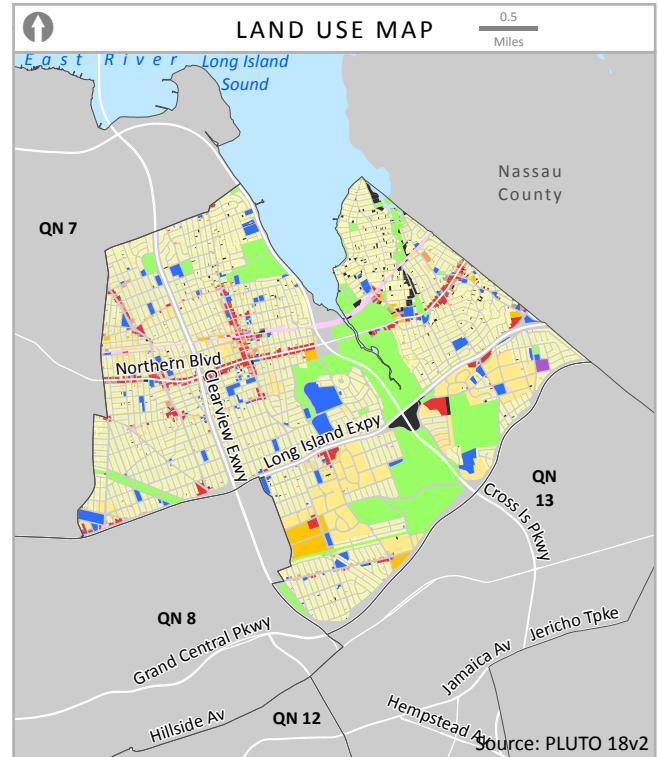 LAND USE MAP
0.5
Miles
East River
Long Island
Sound
Nassau
County
QN 7
Northern Blvd
Clearview Exwy
Long Island Expy
QN
13
Cross Is Pkwy
QN 8
Grand Central Pkwy
Jericho Tpke
Jamaica Av
Hillside Av
QN 12
Hempstead Av
Source: PLUTO 18v2